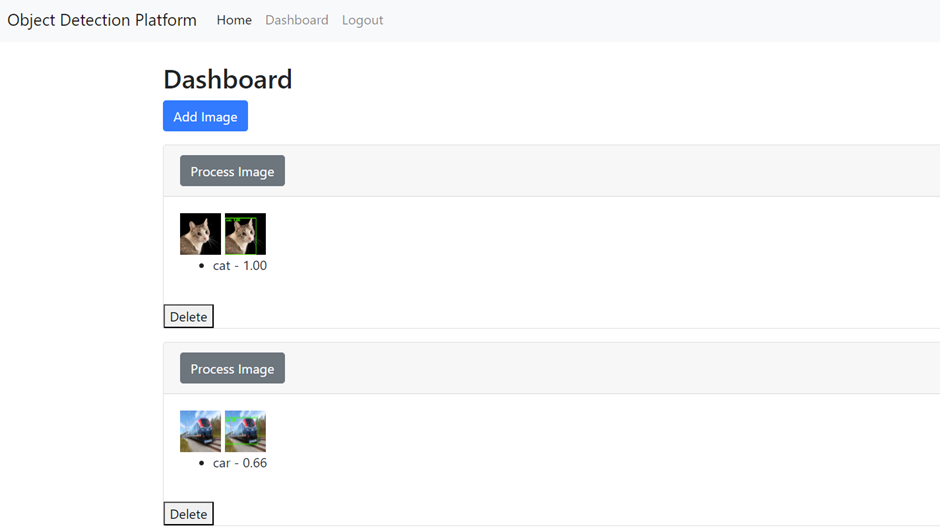 Object Detection Platform Home Dashboard Logout
Dashboard
Add Image
Process Image
cat - 1.00
Delete
Process Image
car - 0.66
Delete